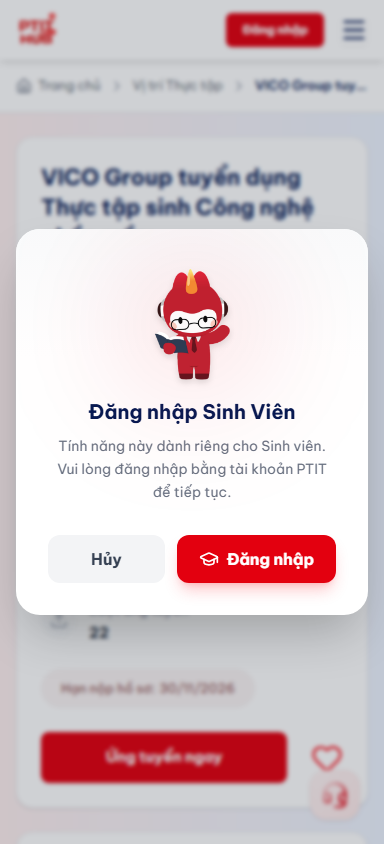 PTIT
HUB
Đăng nhập
Trang chủ
Vị trí Thực tập
VICO Group tuy...
VICO Group tuyển dụng
Thực tập sinh Công nghệ
Đăng nhập Sinh Viên
Tính năng này dành riêng cho Sinh viên.
Vui lòng đăng nhập bằng tài khoản PTIT
để tiếp tục.
Hủy
Đăng nhập
22
Hạn nộp hồ sơ: 30/11/2026
Ứng tuyển ngay